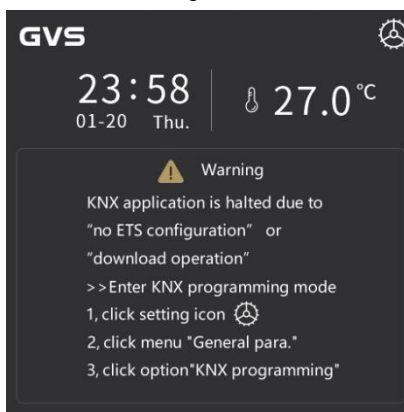 GVS
23:58
01-20 Thu.
27.0°C
Warning
KNX application is halted due to
"no ETS configuration" or
"download operation"
>>Enter KNX programming mode
1, click setting icon
2, click menu "General para."
3, click option"KNX programming"